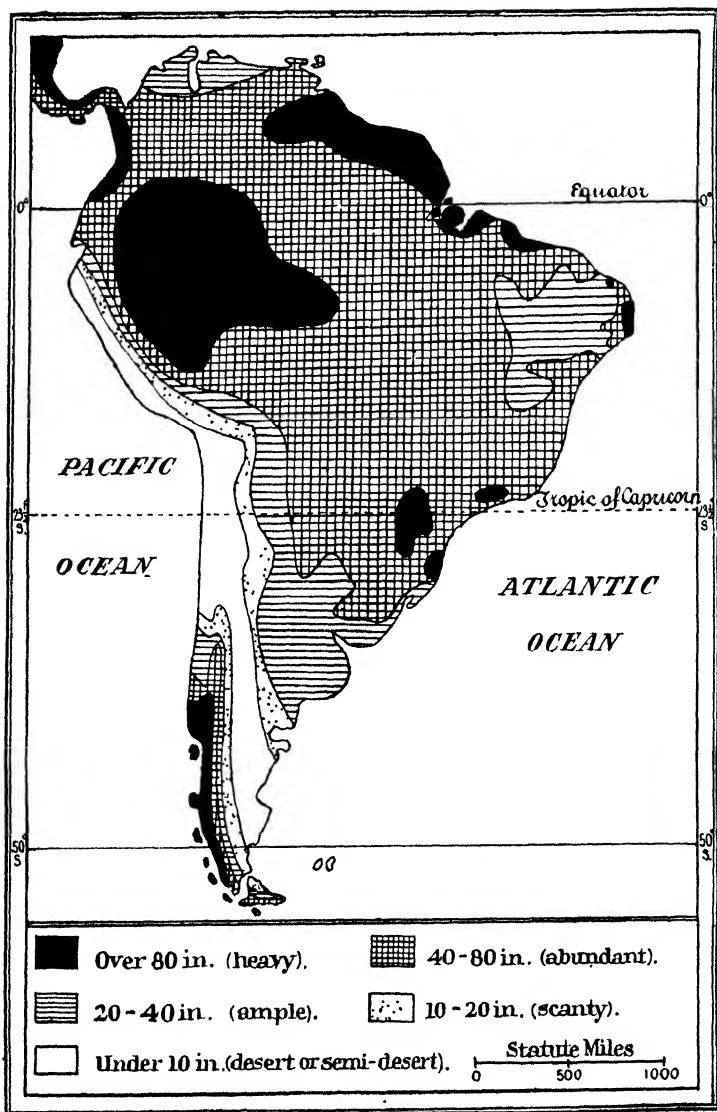 Equator
0°
0°
PACIFIC
OCEAN
Tropic of Capricorn
23½
S.
23½
S
ATLANTIC
OCEAN
50°
S
50°
S.
Over 80 in. (heavy).
40-80 in. (abundant).
20-40 in. (ample).
10-20 in. (scanty).
Under 10 in. (desert or semi-desert).
Statute Miles
0 500 1000